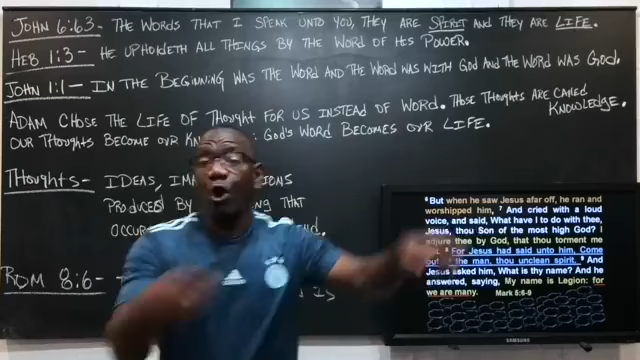 JOHN 6:63- THE WORDS THAT I SPEAK UNTO YOU, THEY ARE SPIRIT AND THEY ARE LIFE.
HEB 1:3- HE UPHOLDETH ALL THINGS BY THE WORD OF HIS POWER.
JOHN 1:1- IN THE BEGINNING WAS THE WORD AND THE WORD WAS WITH GOD AND THE WORD WAS GOD.
ADAM CHOSE THE LIFE OF THOUGHT FOR US INSTEAD OF WORD. THOSE THOUGHTS ARE CALLED KNOWLEDGE.
OUR THOUGHTS BECOME OUR : GOD'S WORD BECOMES OUR LIFE.
THOUGHTS- IDEAS,
PRODUCED BY THAT
ROM 8:6-
IS
6 But when he saw Jesus afar off, he ran and
worshipped him, 7 And cried with a loud
voice, and said, What have I to do with thee,
Jesus, thou Son of the most high God? I
adjure thee by God, that thou torment me
8 For Jesus had said unto him, Come
out the man, thou unclean spirit. 9 And
Jesus asked him, What is thy name? And he
answered, saying, My name is Legion: for
we are many. Mark 5:6-9
SAMSUNG
adidas